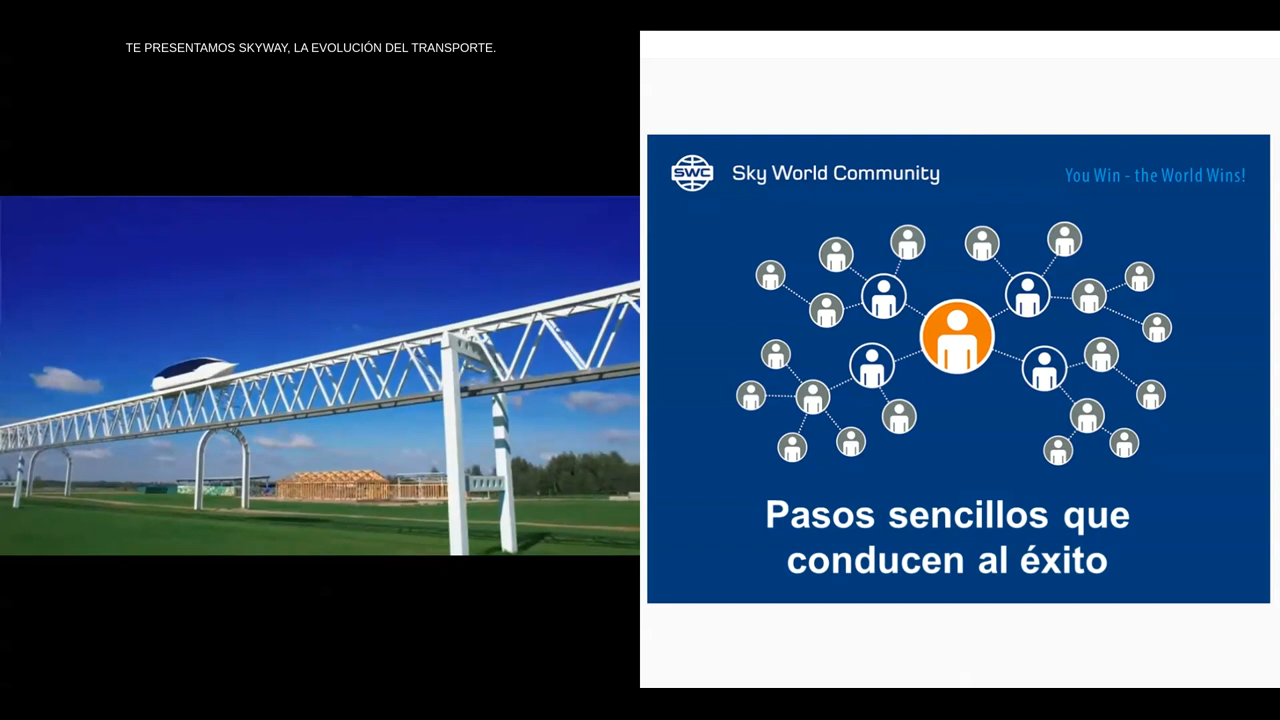 TE PRESENTAMOS SKYWAY, LA EVOLUCIÓN DEL TRANSPORTE.
SWC
Sky World Community
You Win - the World Wins!
Pasos sencillos que
conducen al éxito